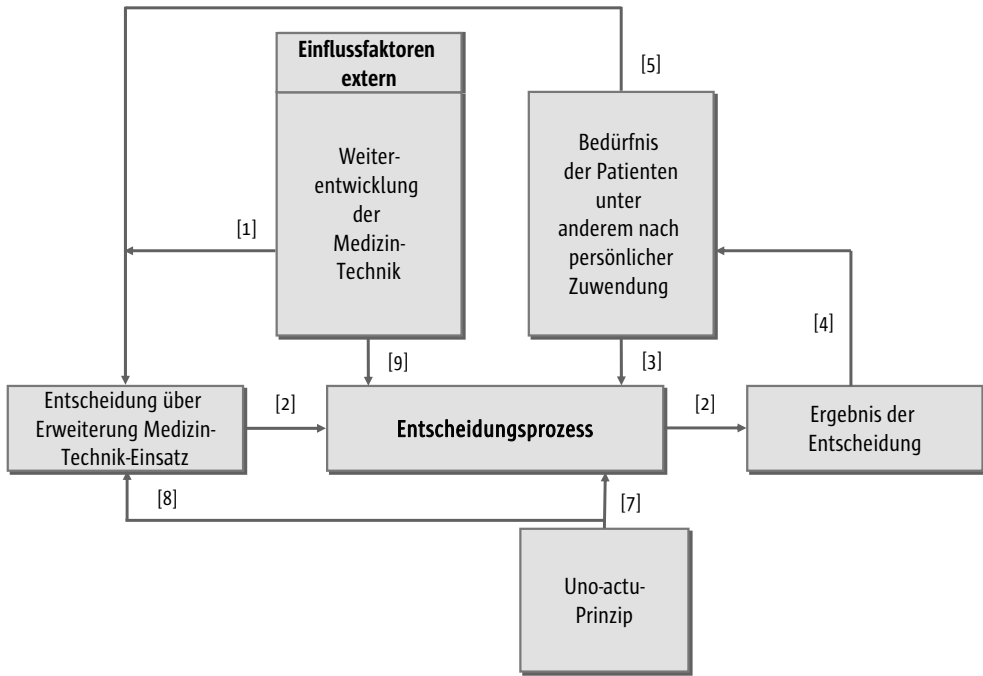 [5]
Einflussfaktoren
extern
Weiter-
entwicklung
der
Medizin-
Technik
Bedürfnis
der Patienten
unter
anderem nach
persönlicher
Zuwendung
[1]
[4]
[9]
[3]
Entscheidung über
Erweiterung Medizin-
Technik-Einsatz
[2]
Entscheidungsprozess
[2]
Ergebnis der
Entscheidung
[8]
[7]
Uno-actu-
Prinzip